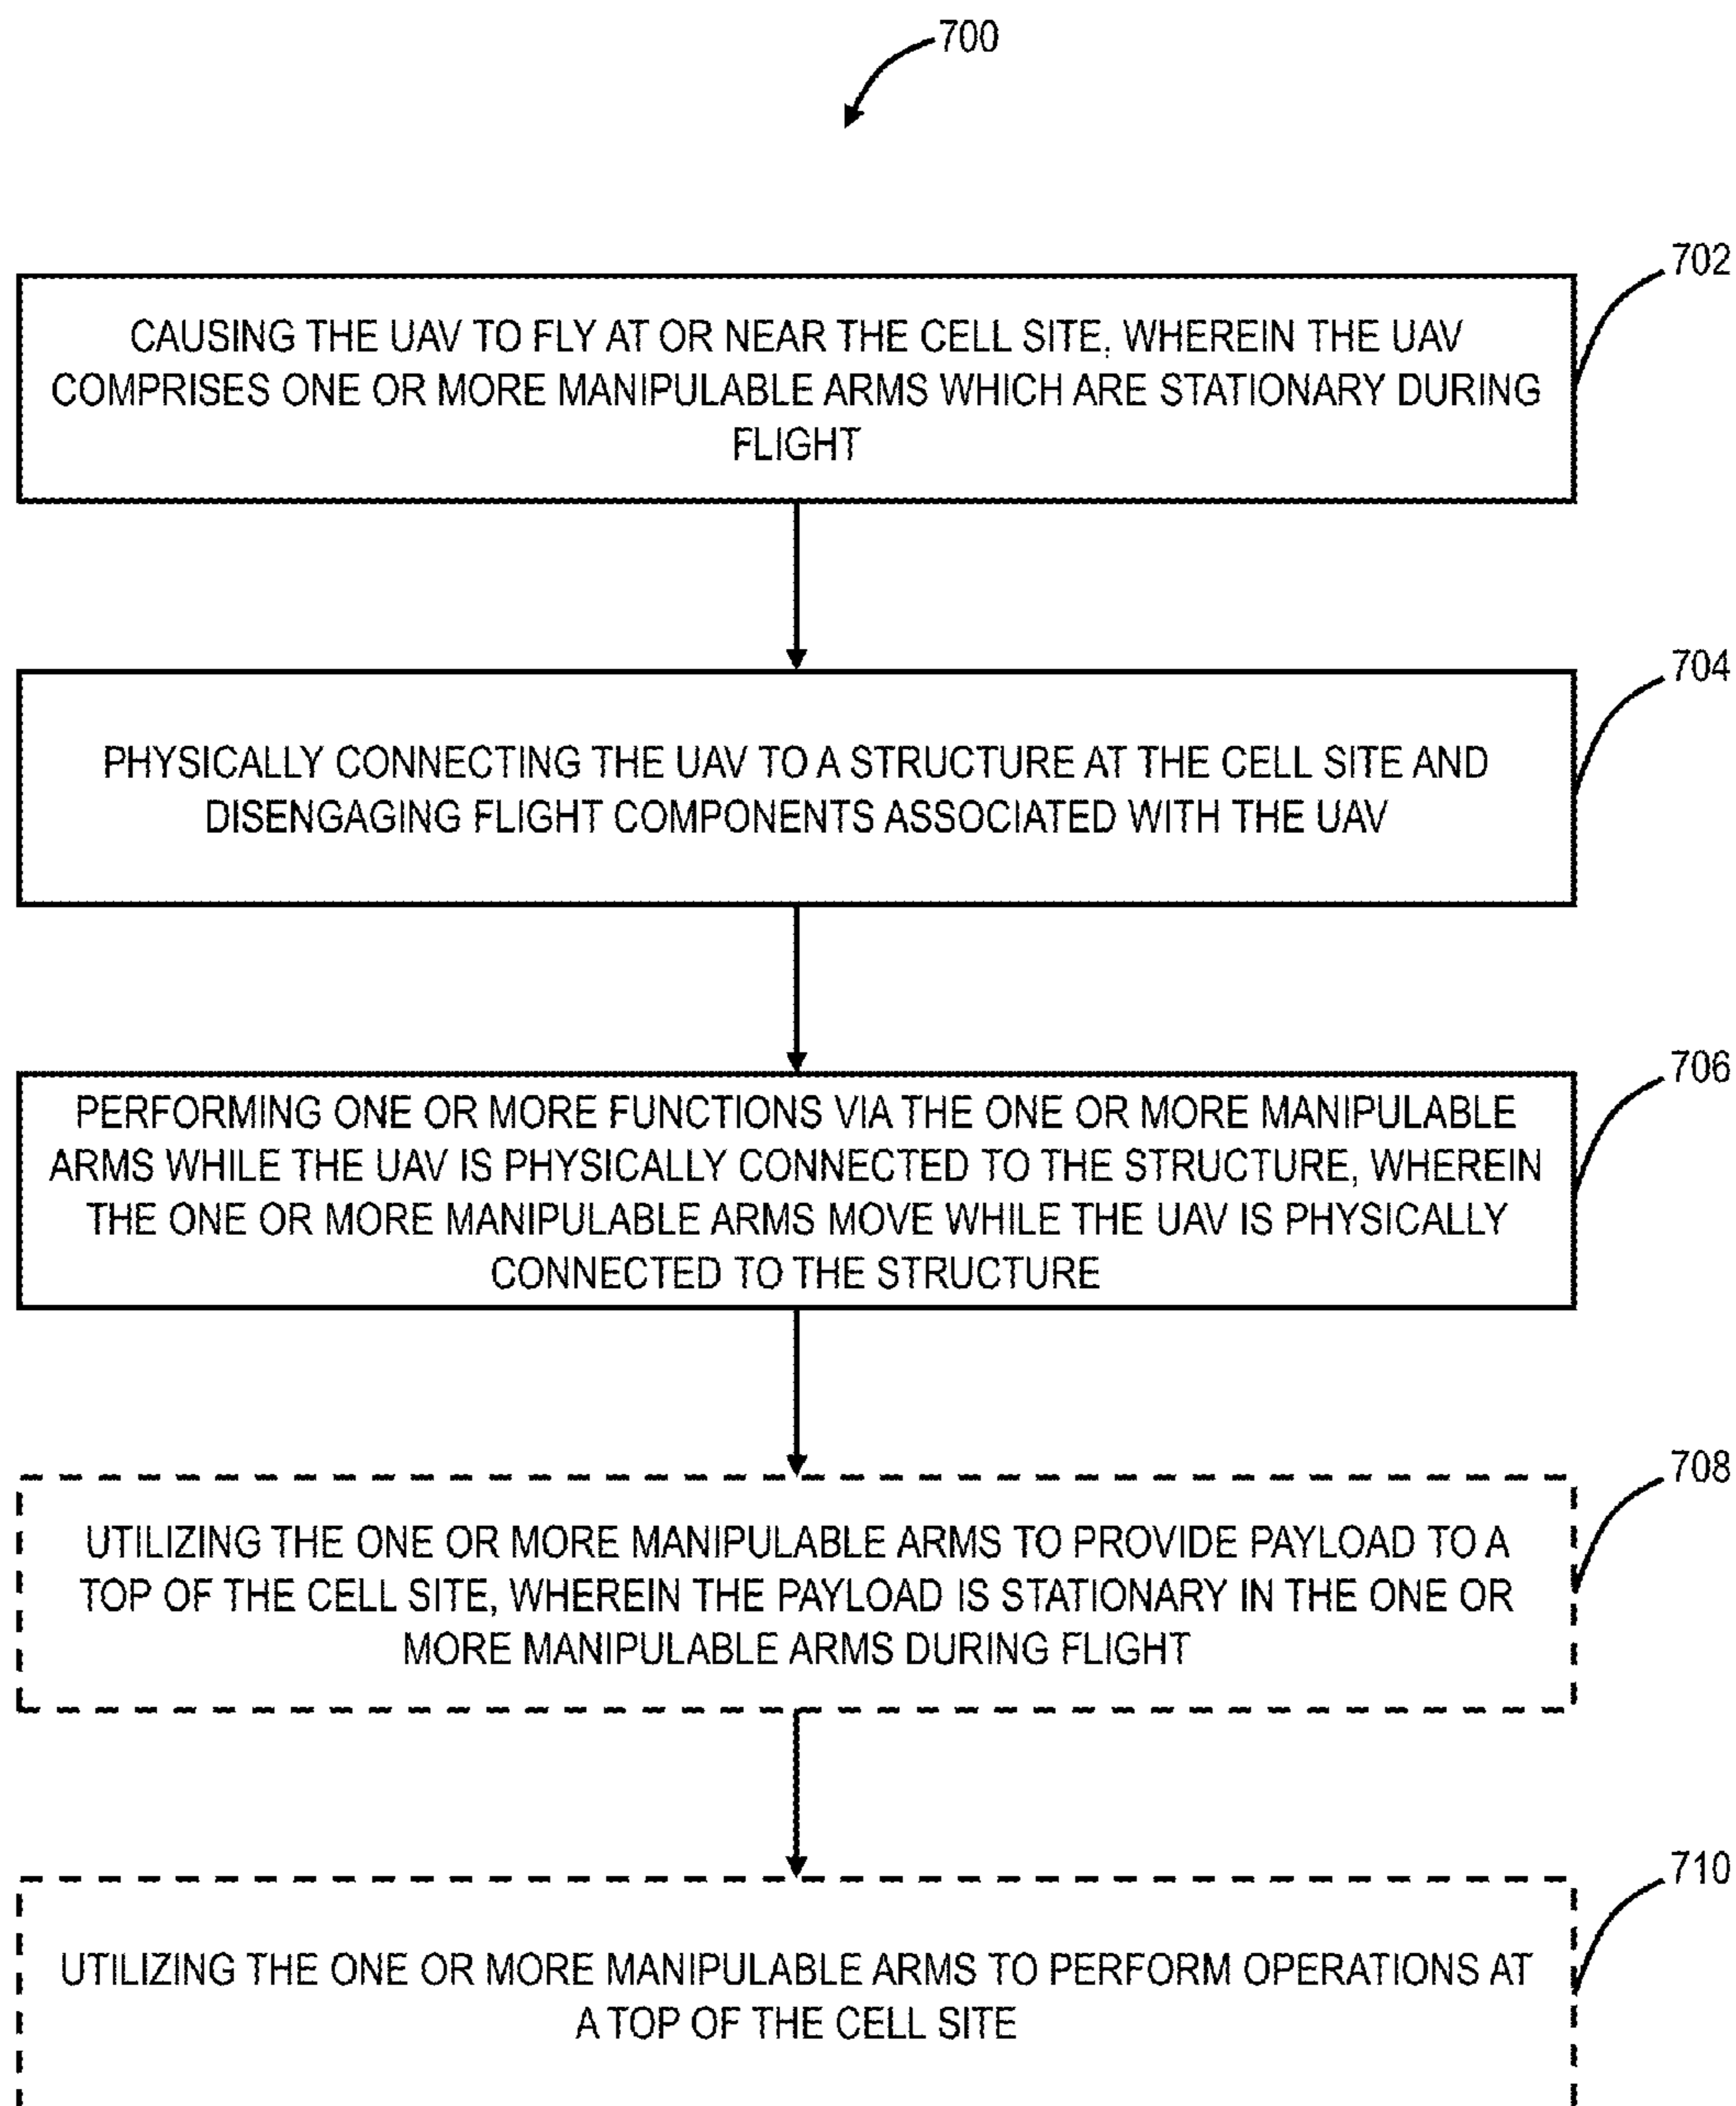 700
702
CAUSING THE UAV TO FLY AT OR NEAR THE CELL SITE, WHEREIN THE UAV
COMPRISES ONE OR MORE MANIPULABLE ARMS WHICH ARE STATIONARY DURING
FLIGHT
704
PHYSICALLY CONNECTING THE UAV TO A STRUCTURE AT THE CELL SITE AND
DISENGAGING FLIGHT COMPONENTS ASSOCIATED WITH THE UAV
706
PERFORMING ONE OR MORE FUNCTIONS VIA THE ONE OR MORE MANIPULABLE
ARMS WHILE THE UAV IS PHYSICALLY CONNECTED TO THE STRUCTURE, WHEREIN
THE ONE OR MORE MANIPULABLE ARMS MOVE WHILE THE UAV IS PHYSICALLY
CONNECTED TO THE STRUCTURE
708
UTILIZING THE ONE OR MORE MANIPULABLE ARMS TO PROVIDE PAYLOAD TO A
TOP OF THE CELL SITE, WHEREIN THE PAYLOAD IS STATIONARY IN THE ONE OR
MORE MANIPULABLE ARMS DURING FLIGHT
710
UTILIZING THE ONE OR MORE MANIPULABLE ARMS TO PERFORM OPERATIONS AT
A TOP OF THE CELL SITE